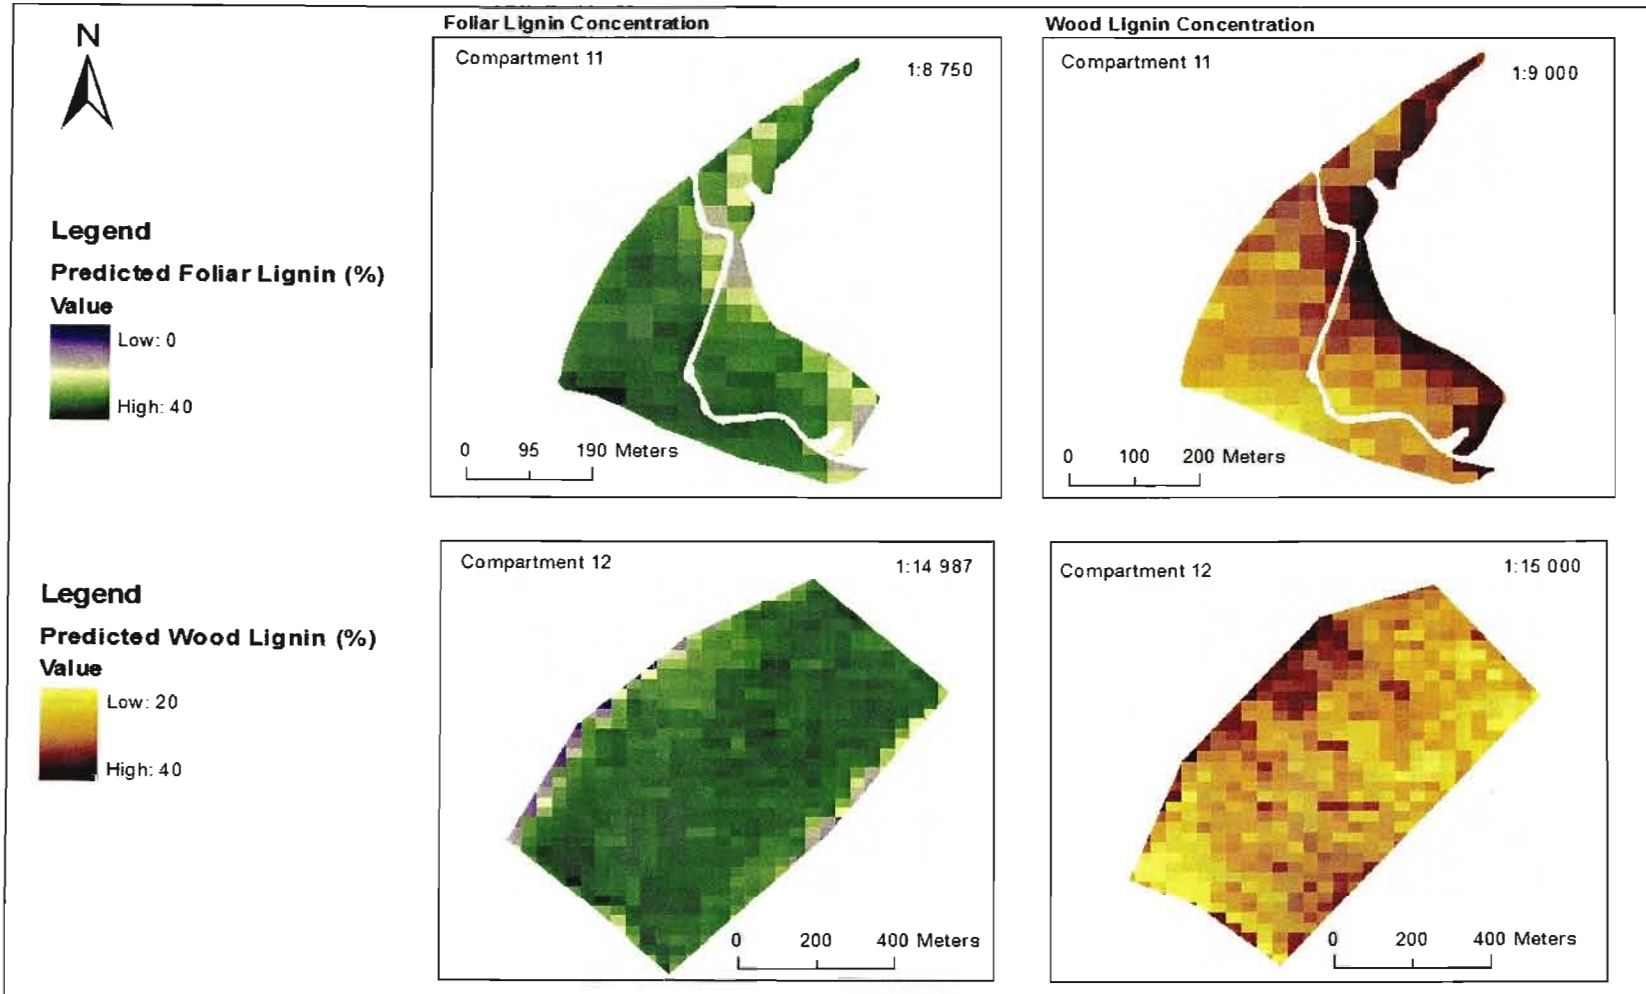 N
Legend
Predicted Foliar Lignin (%)
Value
Low: 0
High: 40
Foliar Lignin Concentration
Compartment 11
1:8 750
0 95 190 Meters
Wood Lignin Concentration
Compartment 11
1:9 000
0 100 200 Meters
Legend
Predicted Wood Lignin (%)
Value
Low: 20
High: 40
Compartment 12
1:14 987
0 200 400 Meters
Compartment 12
1:15 000
0 200 400 Meters